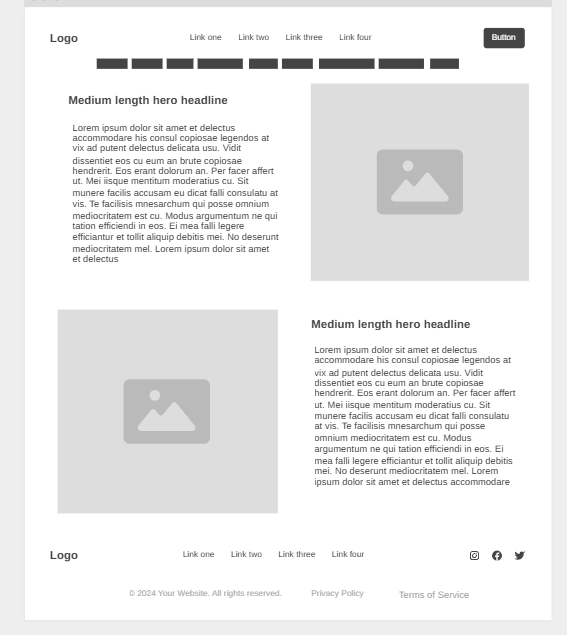 Logo
Link one Link two Link three Link four
Button
Medium length hero headline
Lorem ipsum dolor sit amet et delectus
accommodare his consul copiosae legendos at
vix ad putent delectus delicata usu. Vidit
dissentiet eos cu eum an brute copiosae
hendrerit. Eos erant dolorum an. Per facer affert
ut. Mei iisque mentitum moderatius cu. Sit
munere facilis accusam eu dicat falli consulatu at
vis. Te facilisis mnesarchum qui posse omnium
mediocritatem est cu. Modus argumentum ne qui
tation efficiendi in eos. Ei mea falli legere
efficiantur et tollit aliquip debitis mei. No deserunt
mediocritatem mel. Lorem ipsum dolor sit amet
et delectus
Medium length hero headline
Lorem ipsum dolor sit amet et delectus
accommodare his consul copiosae legendos at
vix ad putent delectus delicata usu. Vidit
dissentiet eos cu eum an brute copiosae
hendrerit. Eos erant dolorum an. Per facer affert
ut. Mei iisque mentitum moderatius cu. Sit
munere facilis accusam eu dicat falli consulatu
at vis. Te facilisis mnesarchum qui posse
omnium mediocritatem est cu. Modus
argumentum ne qui tation efficiendi in eos. Ei
mea falli legere efficiantur et tollit aliquip debitis
mei. No deserunt mediocritatem mel. Lorem
ipsum dolor sit amet et delectus accommodare
Logo
Link one Link two Link three Link four
© 2024 Your Website. All rights reserved. Privacy Policy Terms of Service